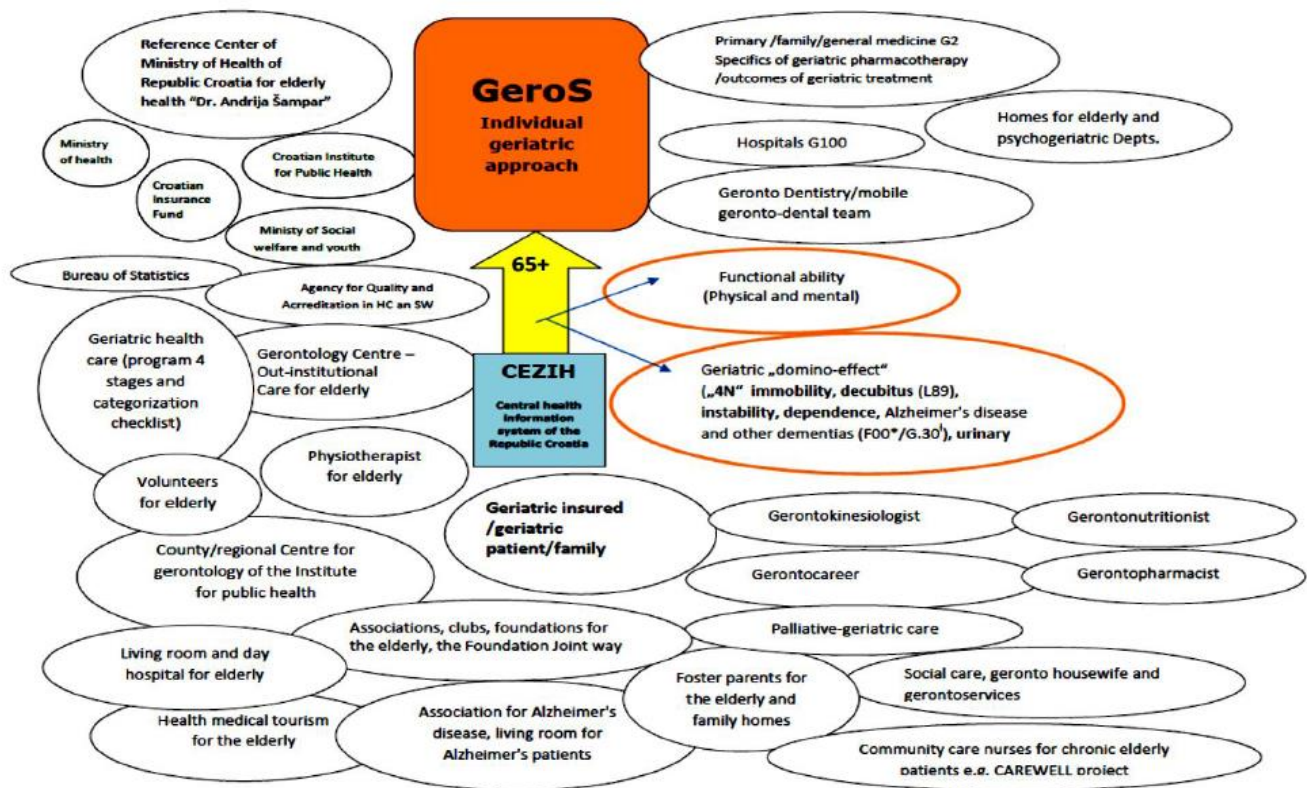 Reference Center of
Ministry of Health of
Republic Croatia for elderly
health "Dr. Andrija Šampar"
Ministry
of health
Croatian Institute
for Public Health
Croatian
Insurance
Fund
Ministy of Social
welfare and youth
Bureau of Statistics
Agency for Quality and
Accreditation in HC an SW
Geriatric health
care (program 4
stages and
categorization
checklist)
Gerontology Centre –
Out-institutional
Care for elderly
Physiotherapist
for elderly
Volunteers
for elderly
County/regional Centre for
gerontology of the Institute
for public health
Associations, clubs, foundations for
the elderly, the Foundation Joint way
Living room and day
hospital for elderly
Health medical tourism
for the elderly
Association for Alzheimer's
disease, living room for
Alzheimer's patients
GeroS
Individual
geriatric
approach
65+
CEZIH
Central health
information
system of the
Republic Croatia
Geriatric insured
/geriatric
patient/family
Primary /family/general medicine G2
Specifics of geriatric pharmacotherapy
/outcomes of geriatric treatment
Homes for elderly and
psychogeriatric Depts.
Hospitals G100
Geronto Dentistry/mobile
geronto-dental team
Functional ability
(Physical and mental)
Geriatric „domino-effect"
(„4N" immobility, decubitus (L89),
instability, dependence, Alzheimer's disease
and other dementias (F00*/G.30ᴵ), urinary
Gerontokinesiologist
Gerontonutritionist
Gerontocareer
Gerontopharmacist
Palliative-geriatric care
Foster parents for
the elderly and
family homes
Social care, geronto housewife and
gerontoservices
Community care nurses for chronic elderly
patients e.g. CAREWELL project